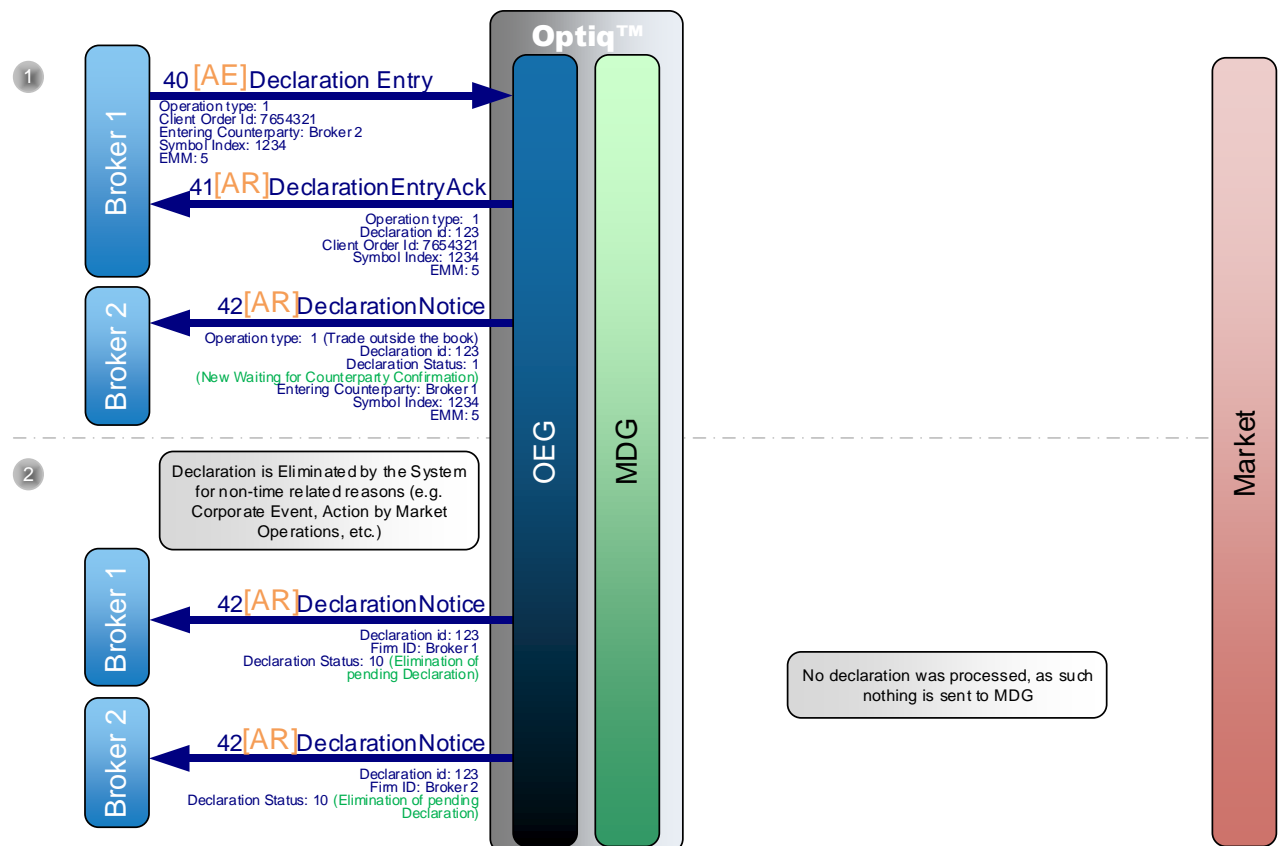 Optiq™
1
Broker 1
40 [AE] Declaration Entry
Operation type: 1
Client Order Id: 7654321
Entering Counterparty: Broker 2
Symbol Index: 1234
EMM: 5
41 [AR] DeclarationEntryAck
Operation type: 1
Declaration id: 123
Client Order Id: 7654321
Symbol Index: 1234
EMM: 5
Broker 2
42 [AR] DeclarationNotice
Operation type: 1 (Trade outside the book)
Declaration id: 123
Declaration Status: 1
(New Waiting for Counterparty Confirmation)
Entering Counterparty: Broker 1
Symbol Index: 1234
EMM: 5
OEG
MDG
Market
2
Declaration is Eliminated by the System
for non-time related reasons (e.g.
Corporate Event, Action by Market
Operations, etc.)
Broker 1
42 [AR] DeclarationNotice
Declaration id: 123
Firm ID: Broker 1
Declaration Status: 10 (Elimination of
pending Declaration)
No declaration was processed, as such
nothing is sent to MDG
Broker 2
42 [AR] DeclarationNotice
Declaration id: 123
Firm ID: Broker 2
Declaration Status: 10 (Elimination of pending
Declaration)